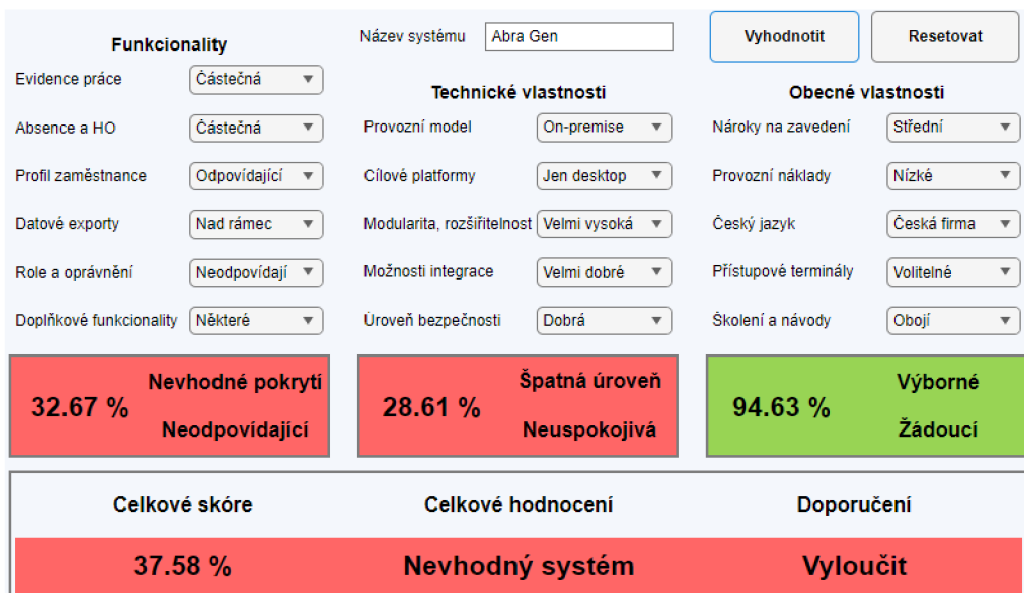 Funkcionality
Evidence práce Částečná
Absence a HO Částečná
Profil zaměstnance Odpovídající
Datové exporty Nad rámec
Role a oprávnění Neodpovídají
Doplňkové funkcionality Některé
32.67 %
Nevhodné pokrytí
Neodpovídající
Název systému Abra Gen
Technické vlastnosti
Provozní model On-premise
Cílové platformy Jen desktop
Modularita, rozšiřitelnost Velmi vysoká
Možnosti integrace Velmi dobré
Úroveň bezpečnosti Dobrá
28.61 %
Špatná úroveň
Neuspokojivá
Vyhodnotit Resetovat
Obecné vlastnosti
Nároky na zavedení Střední
Provozní náklady Nízké
Český jazyk Česká firma
Přístupové terminály Volitelné
Školení a návody Obojí
94.63 %
Výborné
Žádoucí
Celkové skóre Celkové hodnocení Doporučení
37.58 % Nevhodný systém Vyloučit